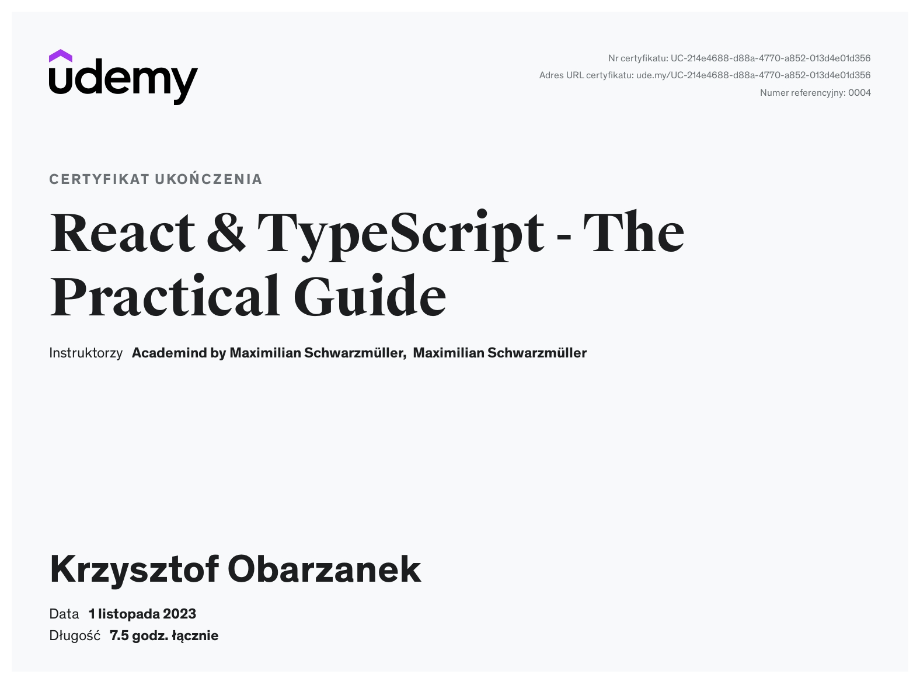 udemy
Nr certyfikatu: UC-214e4688-d88a-4770-a852-013d4e01d356
Adres URL certyfikatu: ude.my/UC-214e4688-d88a-4770-a852-013d4e01d356
Numer referencyjny: 0004
CERTYFIKAT UKOŃCZENIA
React & TypeScript - The
Practical Guide
Instruktorzy Academind by Maximilian Schwarzmüller, Maximilian Schwarzmüller
Krzysztof Obarzanek
Data 1 listopada 2023
Długość 7.5 godz. łącznie